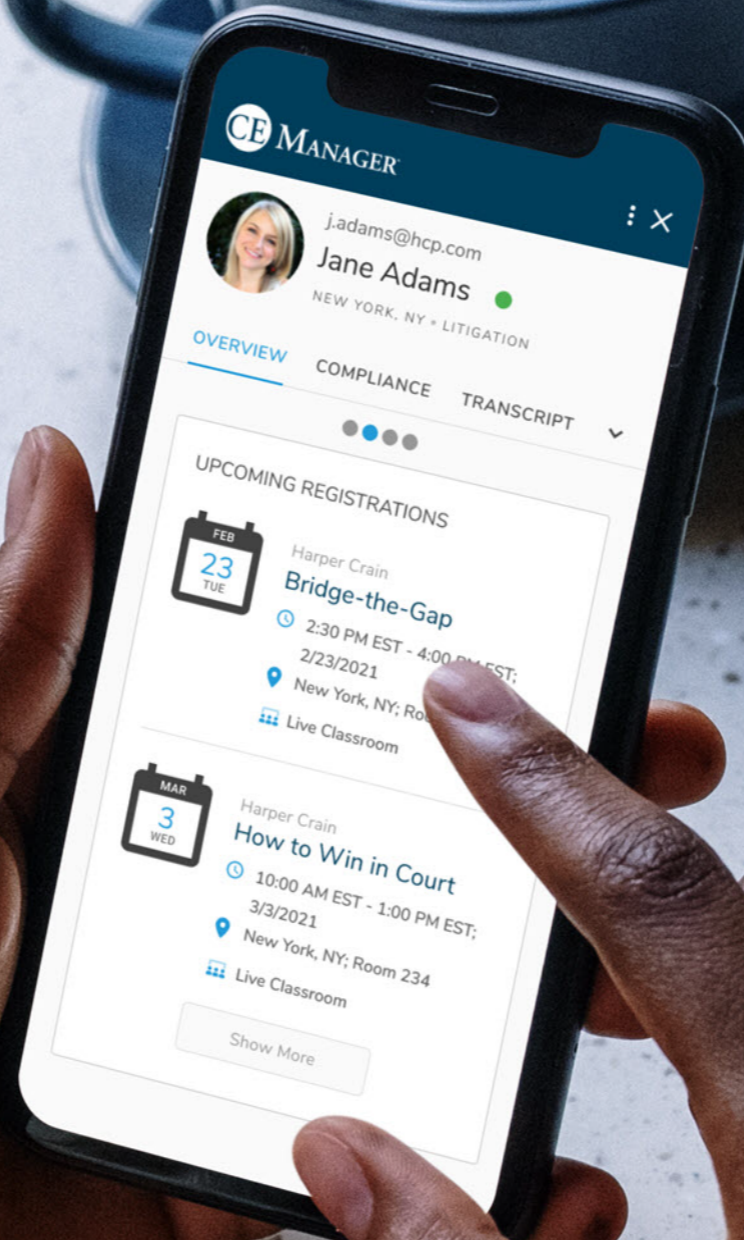 CE MANAGER
j.adams@hcp.com
Jane Adams
NEW YORK, NY • LITIGATION
OVERVIEW COMPLIANCE TRANSCRIPT
UPCOMING REGISTRATIONS
FEB
23
TUE
Harper Crain
Bridge-the-Gap
2:30 PM EST - 4:00 PM EST;
2/23/2021
New York, NY;
Live Classroom
MAR
3
WED
Harper Crain
How to Win in Court
10:00 AM EST - 1:00 PM EST;
3/3/2021
New York, NY; Room 234
Live Classroom
Show More